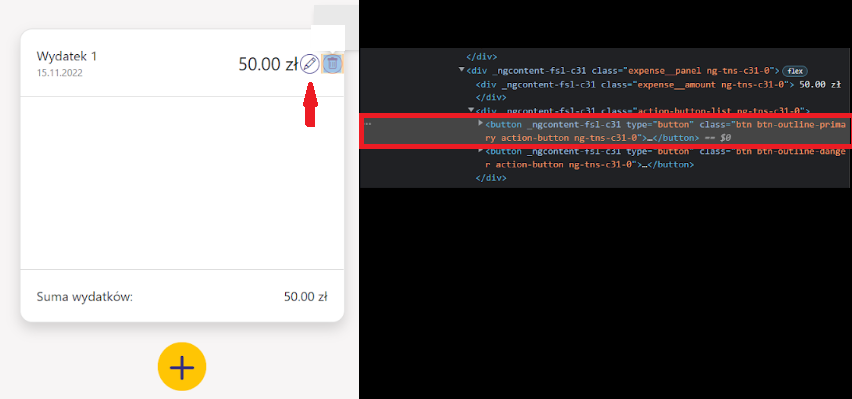 Wydatek 1
15.11.2022
50.00 zł
Suma wydatków:
50.00 zł
</div>
<div _ngcontent-fsl-c31 class="expense__panel ng-tns-c31-0"> flex
<div _ngcontent-fsl-c31 class="expense__amount ng-tns-c31-0"> 50.00 zł
</div>
<div _ngcontent-fsl-c31 class="action-button-list ng-tns-c31-0">
… <button _ngcontent-fsl-c31 type="button" class="btn btn-outline-prima
ry action-button ng-tns-c31-0">…</button> == $0
<button _ngcontent-fsl-c31 type="button" class="btn btn-outline-dange
r action-button ng-tns-c31-0">…</button>
</div>